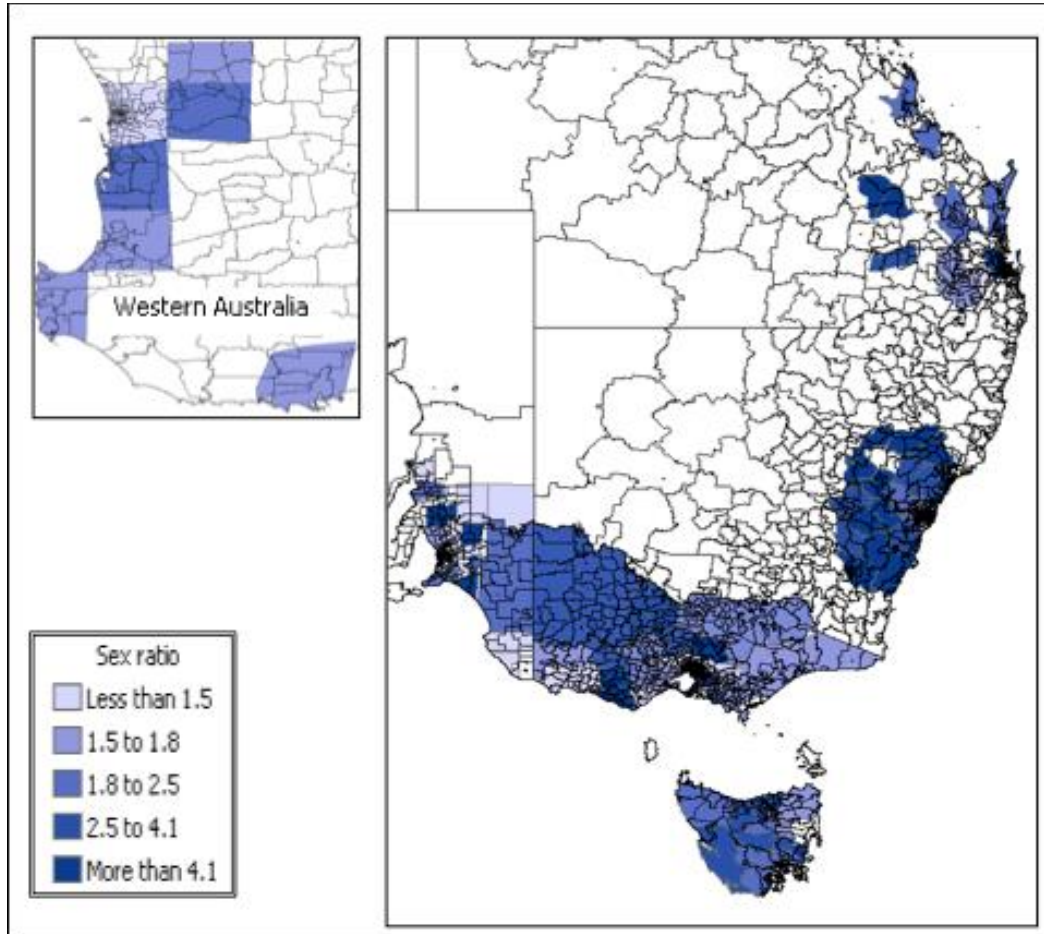 Western Australia
Sex ratio
Less than 1.5
1.5 to 1.8
1.8 to 2.5
2.5 to 4.1
More than 4.1